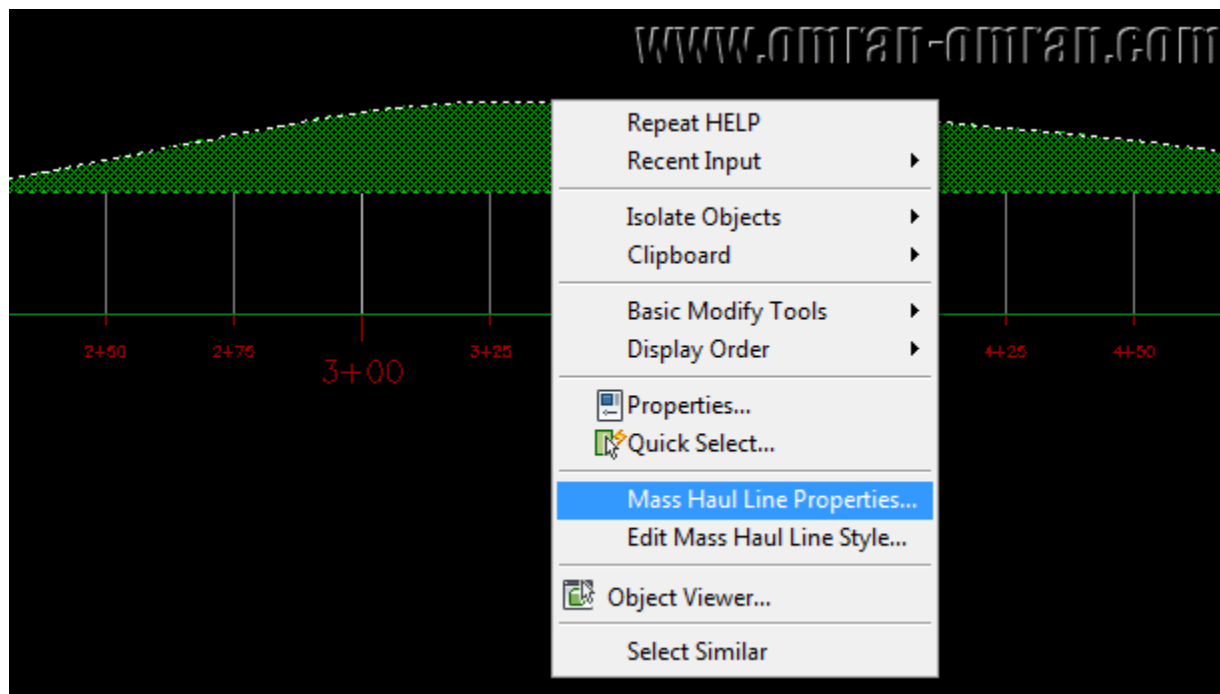 www.omran-omran.com
Repeat HELP
Recent Input
Isolate Objects
Clipboard
Basic Modify Tools
Display Order
Properties...
Quick Select...
Mass Haul Line Properties...
Edit Mass Haul Line Style...
Object Viewer...
Select Similar
2+50 2+75 3+00 3+25 4+25 4+50